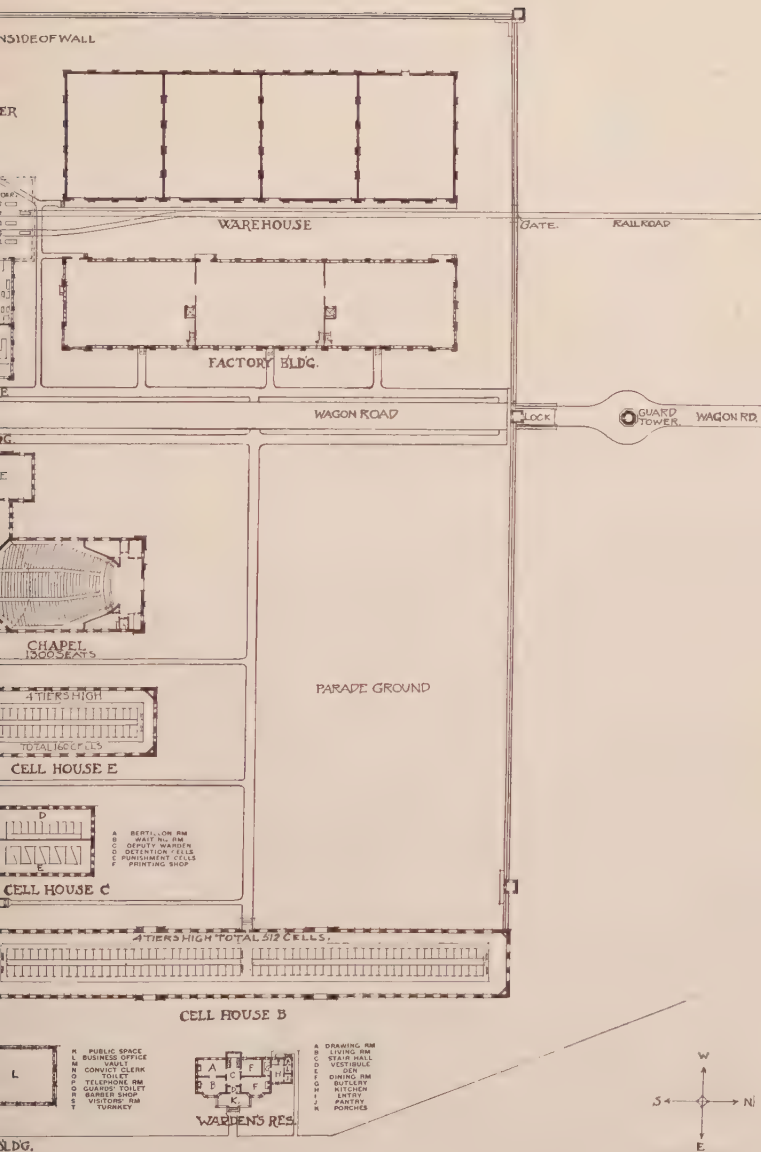 NSIDE OF WALL
ER
WAREHOUSE
GATE.
RAILROAD
FACTORY BLD'G.
E
WAGON ROAD
LOCK
GUARD
TOWER.
WAGON RD.
G.
E
CHAPEL
1300 SEATS
PARADE GROUND
4 TIERS HIGH
TOTAL 160 CELLS
CELL HOUSE E
D
E
A BERTILLON RM
B WAITING RM
C DEPUTY WARDEN
D DETENTION CELLS
E PUNISHMENT CELLS
F PRINTING SHOP
CELL HOUSE C
4 TIERS HIGH TOTAL 512 CELLS.
CELL HOUSE B
L
K PUBLIC SPACE
L BUSINESS OFFICE
M VAULT
N CONVICT CLERK
O TOILET
P TELEPHONE RM
Q GUARDS' TOILET
R BARBER SHOP
S VISITORS' RM
T TURNKEY
A
B
C
D
F
F
G
H
K
WARDEN'S RES.
A DRAWING RM
B LIVING RM
C STAIR HALL
D VESTIBULE
E DEN
F DINING RM
G BUTLERY
H KITCHEN
I ENTRY
J PANTRY
K PORCHES
W
S
N
E
BLD'G.